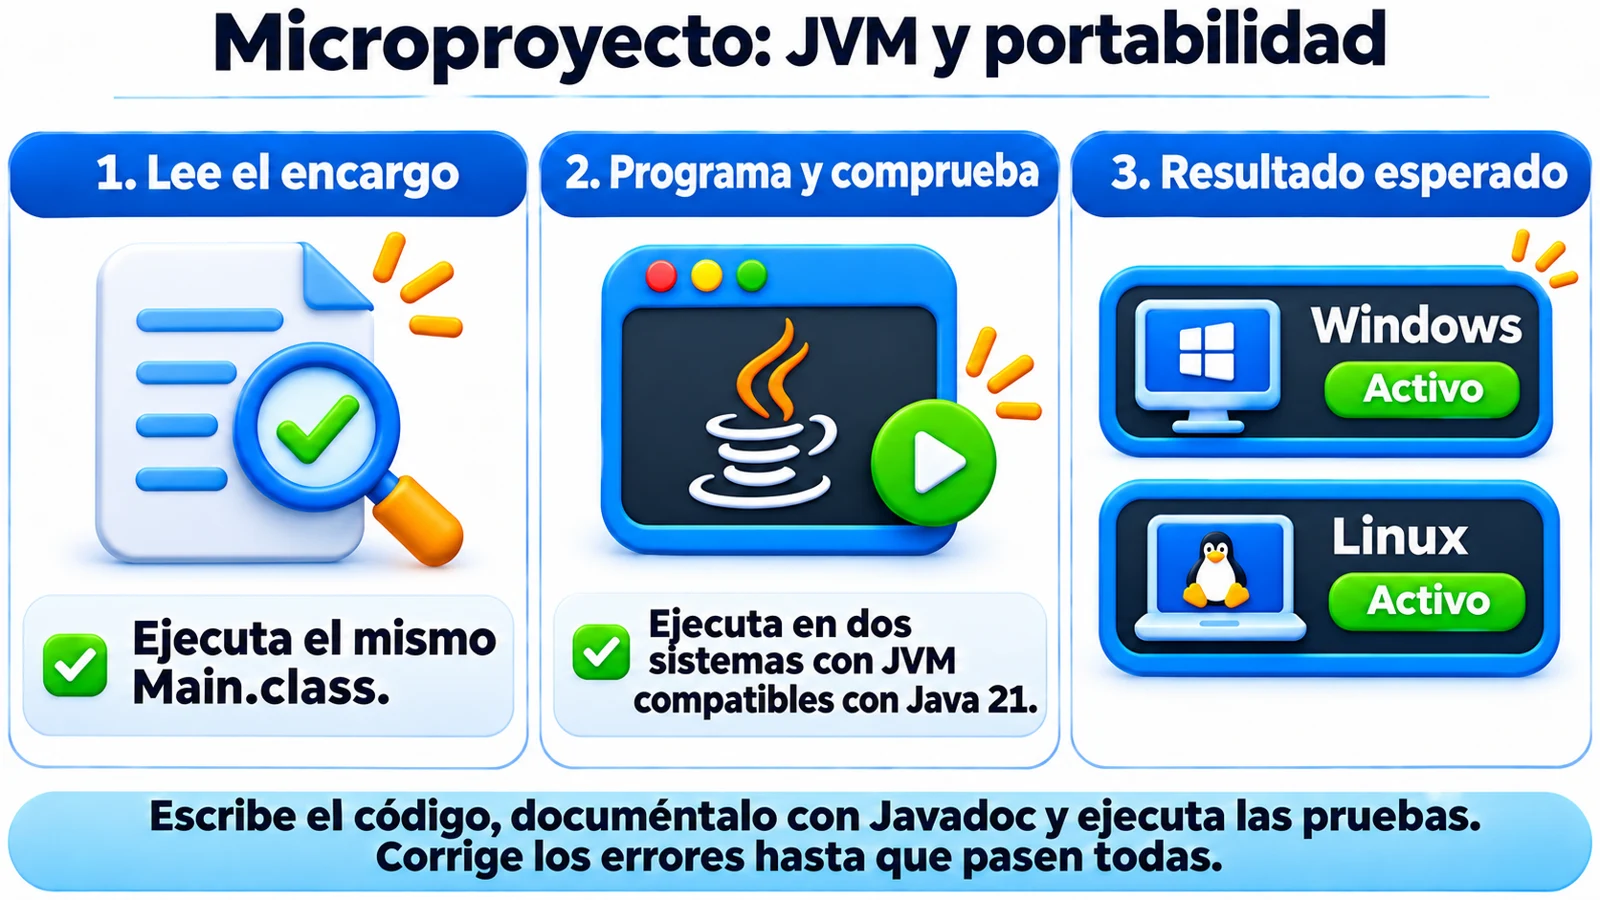 Microproyecto: JVM y portabilidad
1. Lee el encargo
Ejecuta el mismo
Main.class.
2. Programa y comprueba
Ejecuta en dos
sistemas con JVM
compatibles con Java 21.
3. Resultado esperado
Windows
Activo
Linux
Activo
Escribe el código, documéntalo con Javadoc y ejecuta las pruebas.
Corrige los errores hasta que pasen todas.